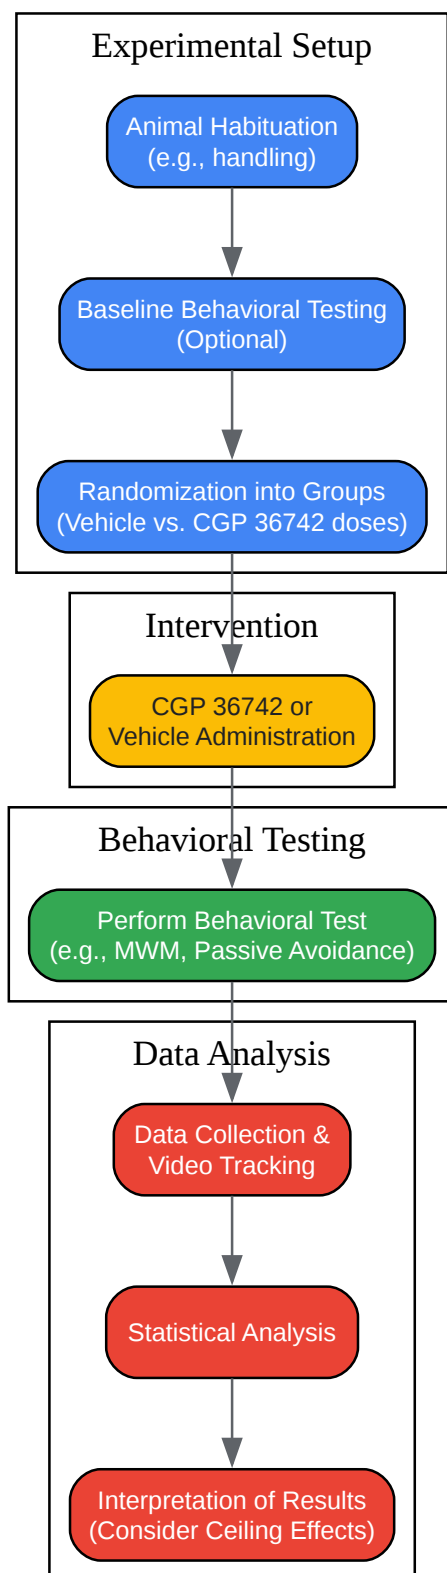 Experimental Setup
Animal Habituation
(e.g., handling)
Baseline Behavioral Testing
(Optional)
Randomization into Groups
(Vehicle vs. CGP 36742 doses)
Intervention
CGP 36742 or
Vehicle Administration
Behavioral Testing
Perform Behavioral Test
(e.g., MWM, Passive Avoidance)
Data Analysis
Data Collection &
Video Tracking
Statistical Analysis
Interpretation of Results
(Consider Ceiling Effects)